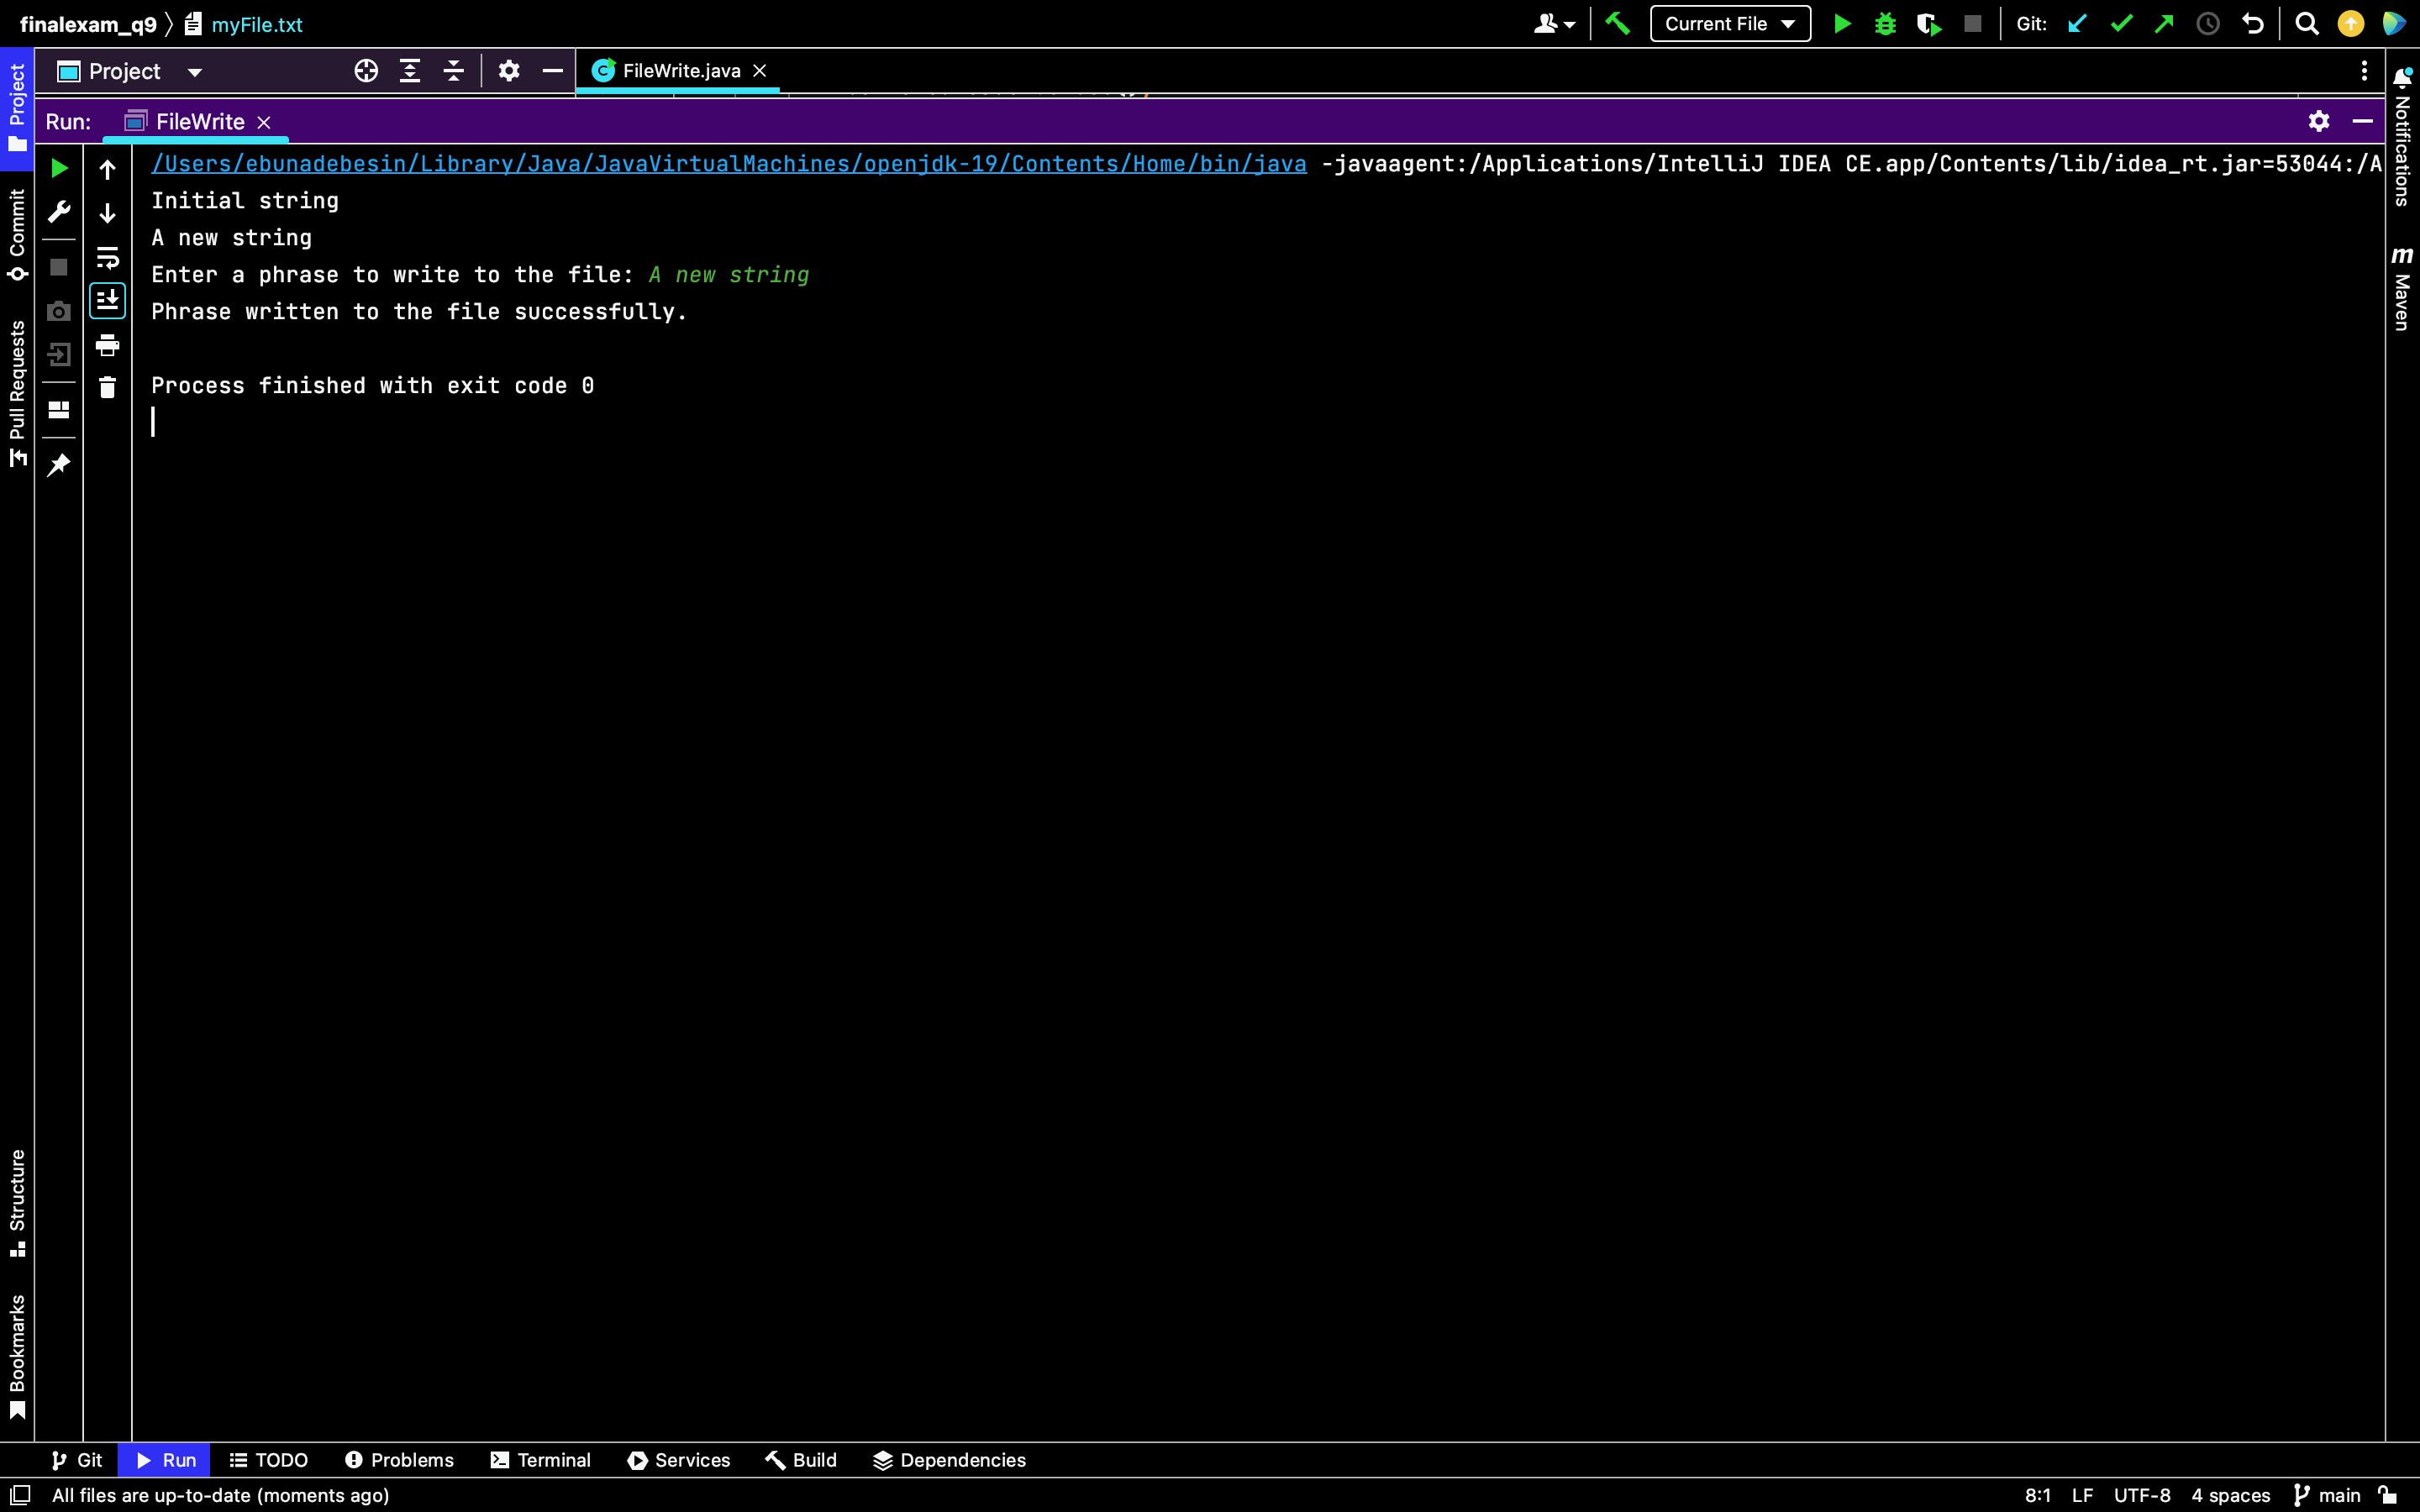 finalexam_q9 myFile.txt
Current File
Git:
Project
FileWrite.java
Run: FileWrite
/Users/ebunadebesin/Library/Java/JavaVirtualMachines/openjdk-19/Contents/Home/bin/java -javaagent:/Applications/IntelliJ IDEA CE.app/Contents/lib/idea_rt.jar=53044:/A
Initial string
A new string
Enter a phrase to write to the file: A new string
Phrase written to the file successfully.
Process finished with exit code 0
Project
Commit
Pull Requests
Structure
Bookmarks
Notifications
m Maven
Git Run TODO Problems Terminal Services Build Dependencies
All files are up-to-date (moments ago)
8:1 LF UTF-8 4 spaces main